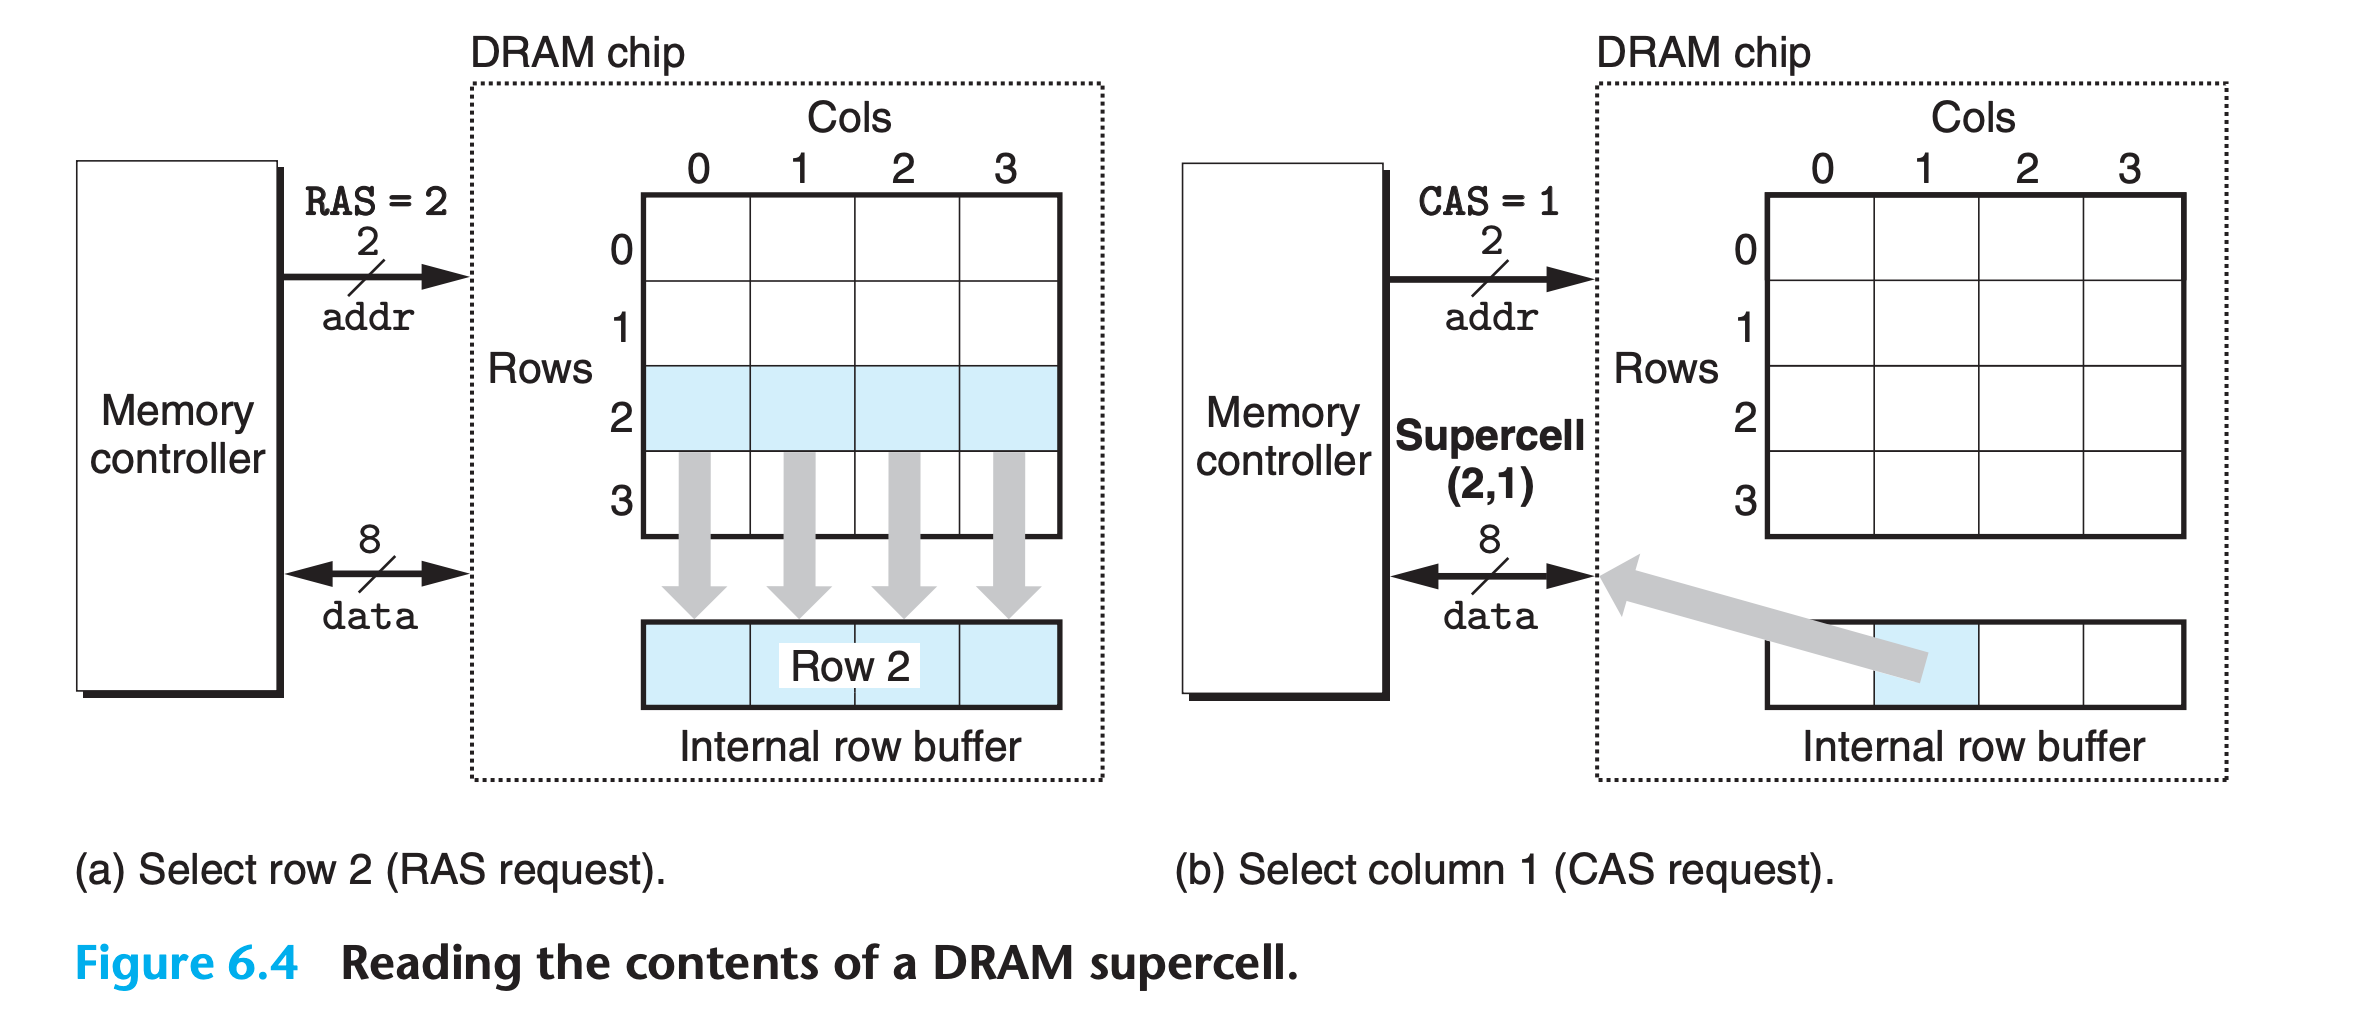 DRAM chip
Cols
0 1 2 3
RAS = 2
2
addr
0
1
Rows
2
3
Memory
controller
8
data
Row 2
Internal row buffer
(a) Select row 2 (RAS request).
DRAM chip
Cols
0 1 2 3
CAS = 1
2
addr
0
1
Rows
2
3
Memory
controller
Supercell
(2,1)
8
data
Internal row buffer
(b) Select column 1 (CAS request).
Figure 6.4 Reading the contents of a DRAM supercell.